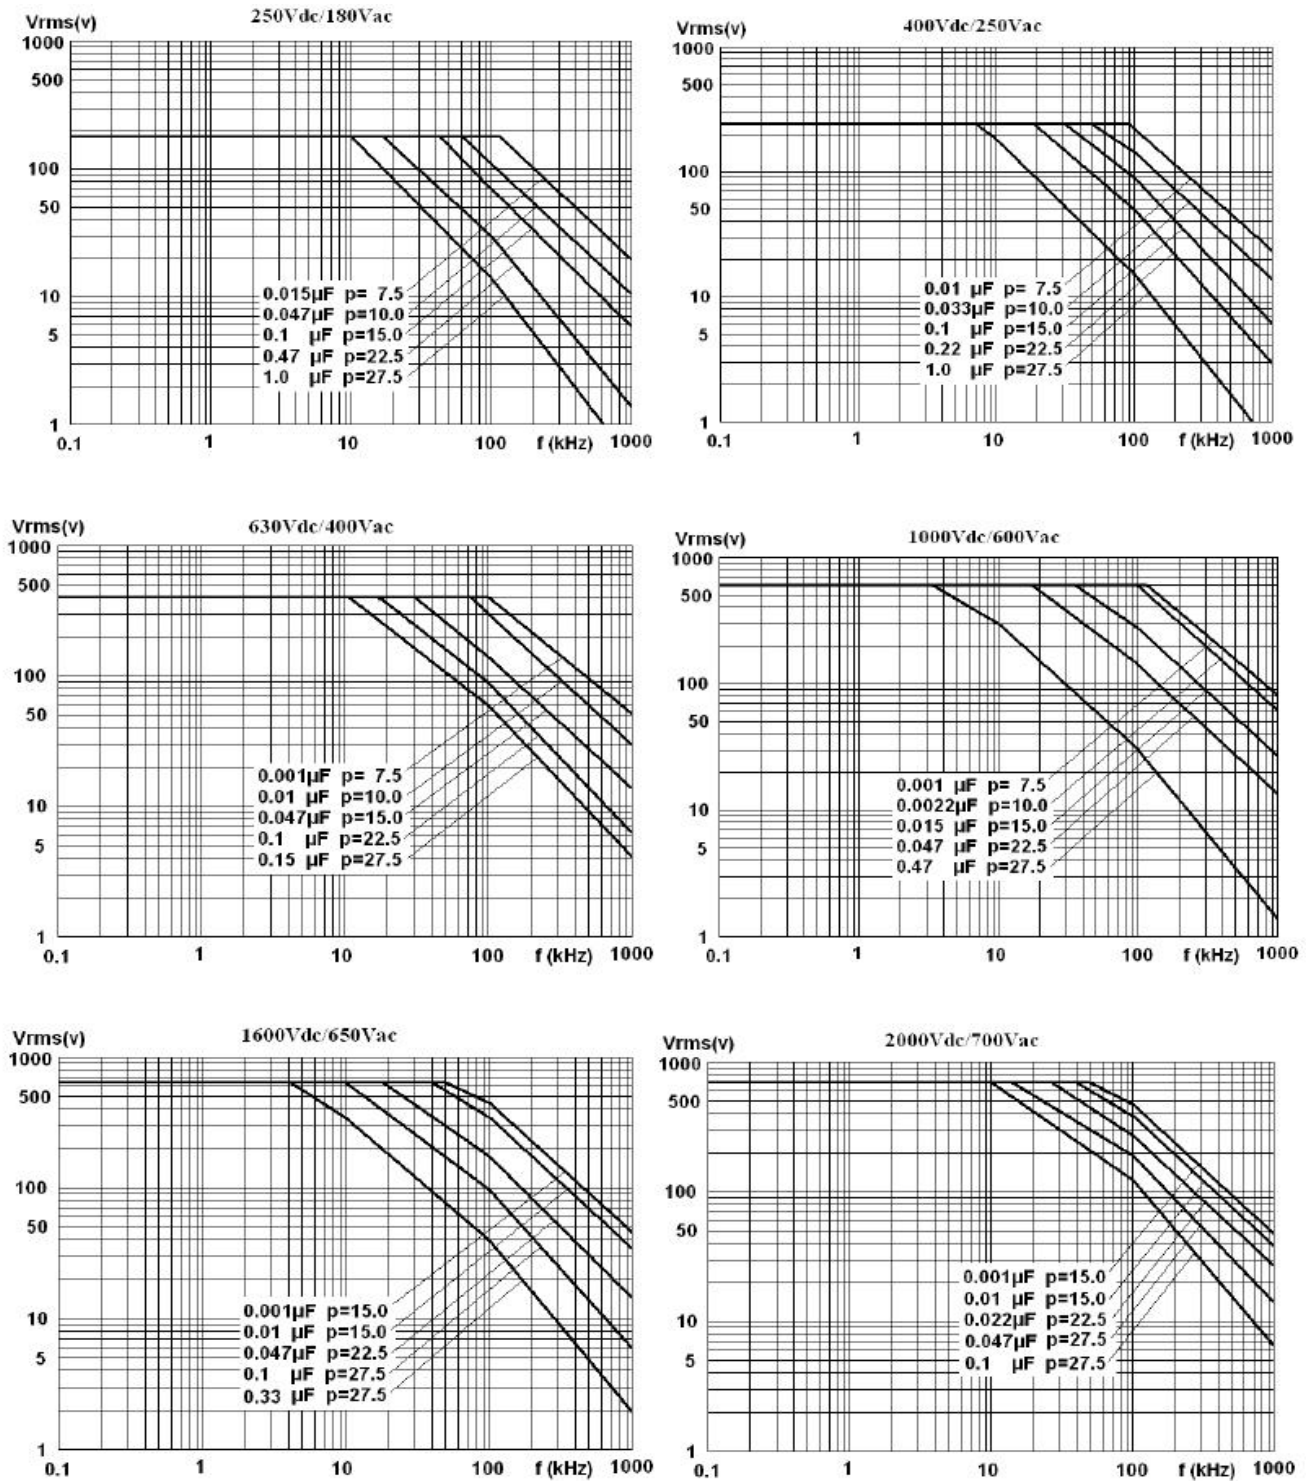 250Vdc/180Vac
Vrms(v)
1000
500
100
50
10
5
1
0.015µF p= 7.5
0.047µF p=10.0
0.1 µF p=15.0
0.47 µF p=22.5
1.0 µF p=27.5
0.1 1 10 100 f (kHz) 1000
400Vdc/250Vac
Vrms(v)
1000
500
100
50
10
5
1
0.01 µF p= 7.5
0.033µF p=10.0
0.1 µF p=15.0
0.22 µF p=22.5
1.0 µF p=27.5
0.1 1 10 100 f (kHz) 1000
630Vdc/400Vac
Vrms(v)
1000
500
100
50
10
5
1
0.001µF p= 7.5
0.01 µF p=10.0
0.047µF p=15.0
0.1 µF p=22.5
0.15 µF p=27.5
0.1 1 10 100 f (kHz) 1000
1000Vdc/600Vac
Vrms(v)
1000
500
100
50
10
5
1
0.001 µF p= 7.5
0.0022µF p=10.0
0.015 µF p=15.0
0.047 µF p=22.5
0.47 µF p=27.5
0.1 1 10 100 f (kHz) 1000
1600Vdc/650Vac
Vrms(v)
1000
500
100
50
10
5
1
0.001µF p=15.0
0.01 µF p=15.0
0.047µF p=22.5
0.1 µF p=27.5
0.33 µF p=27.5
0.1 1 10 100 f (kHz) 1000
2000Vdc/700Vac
Vrms(v)
1000
500
100
50
10
5
1
0.001µF p=15.0
0.01 µF p=15.0
0.022µF p=22.5
0.047µF p=27.5
0.1 µF p=27.5
0.1 1 10 100 f (kHz) 1000